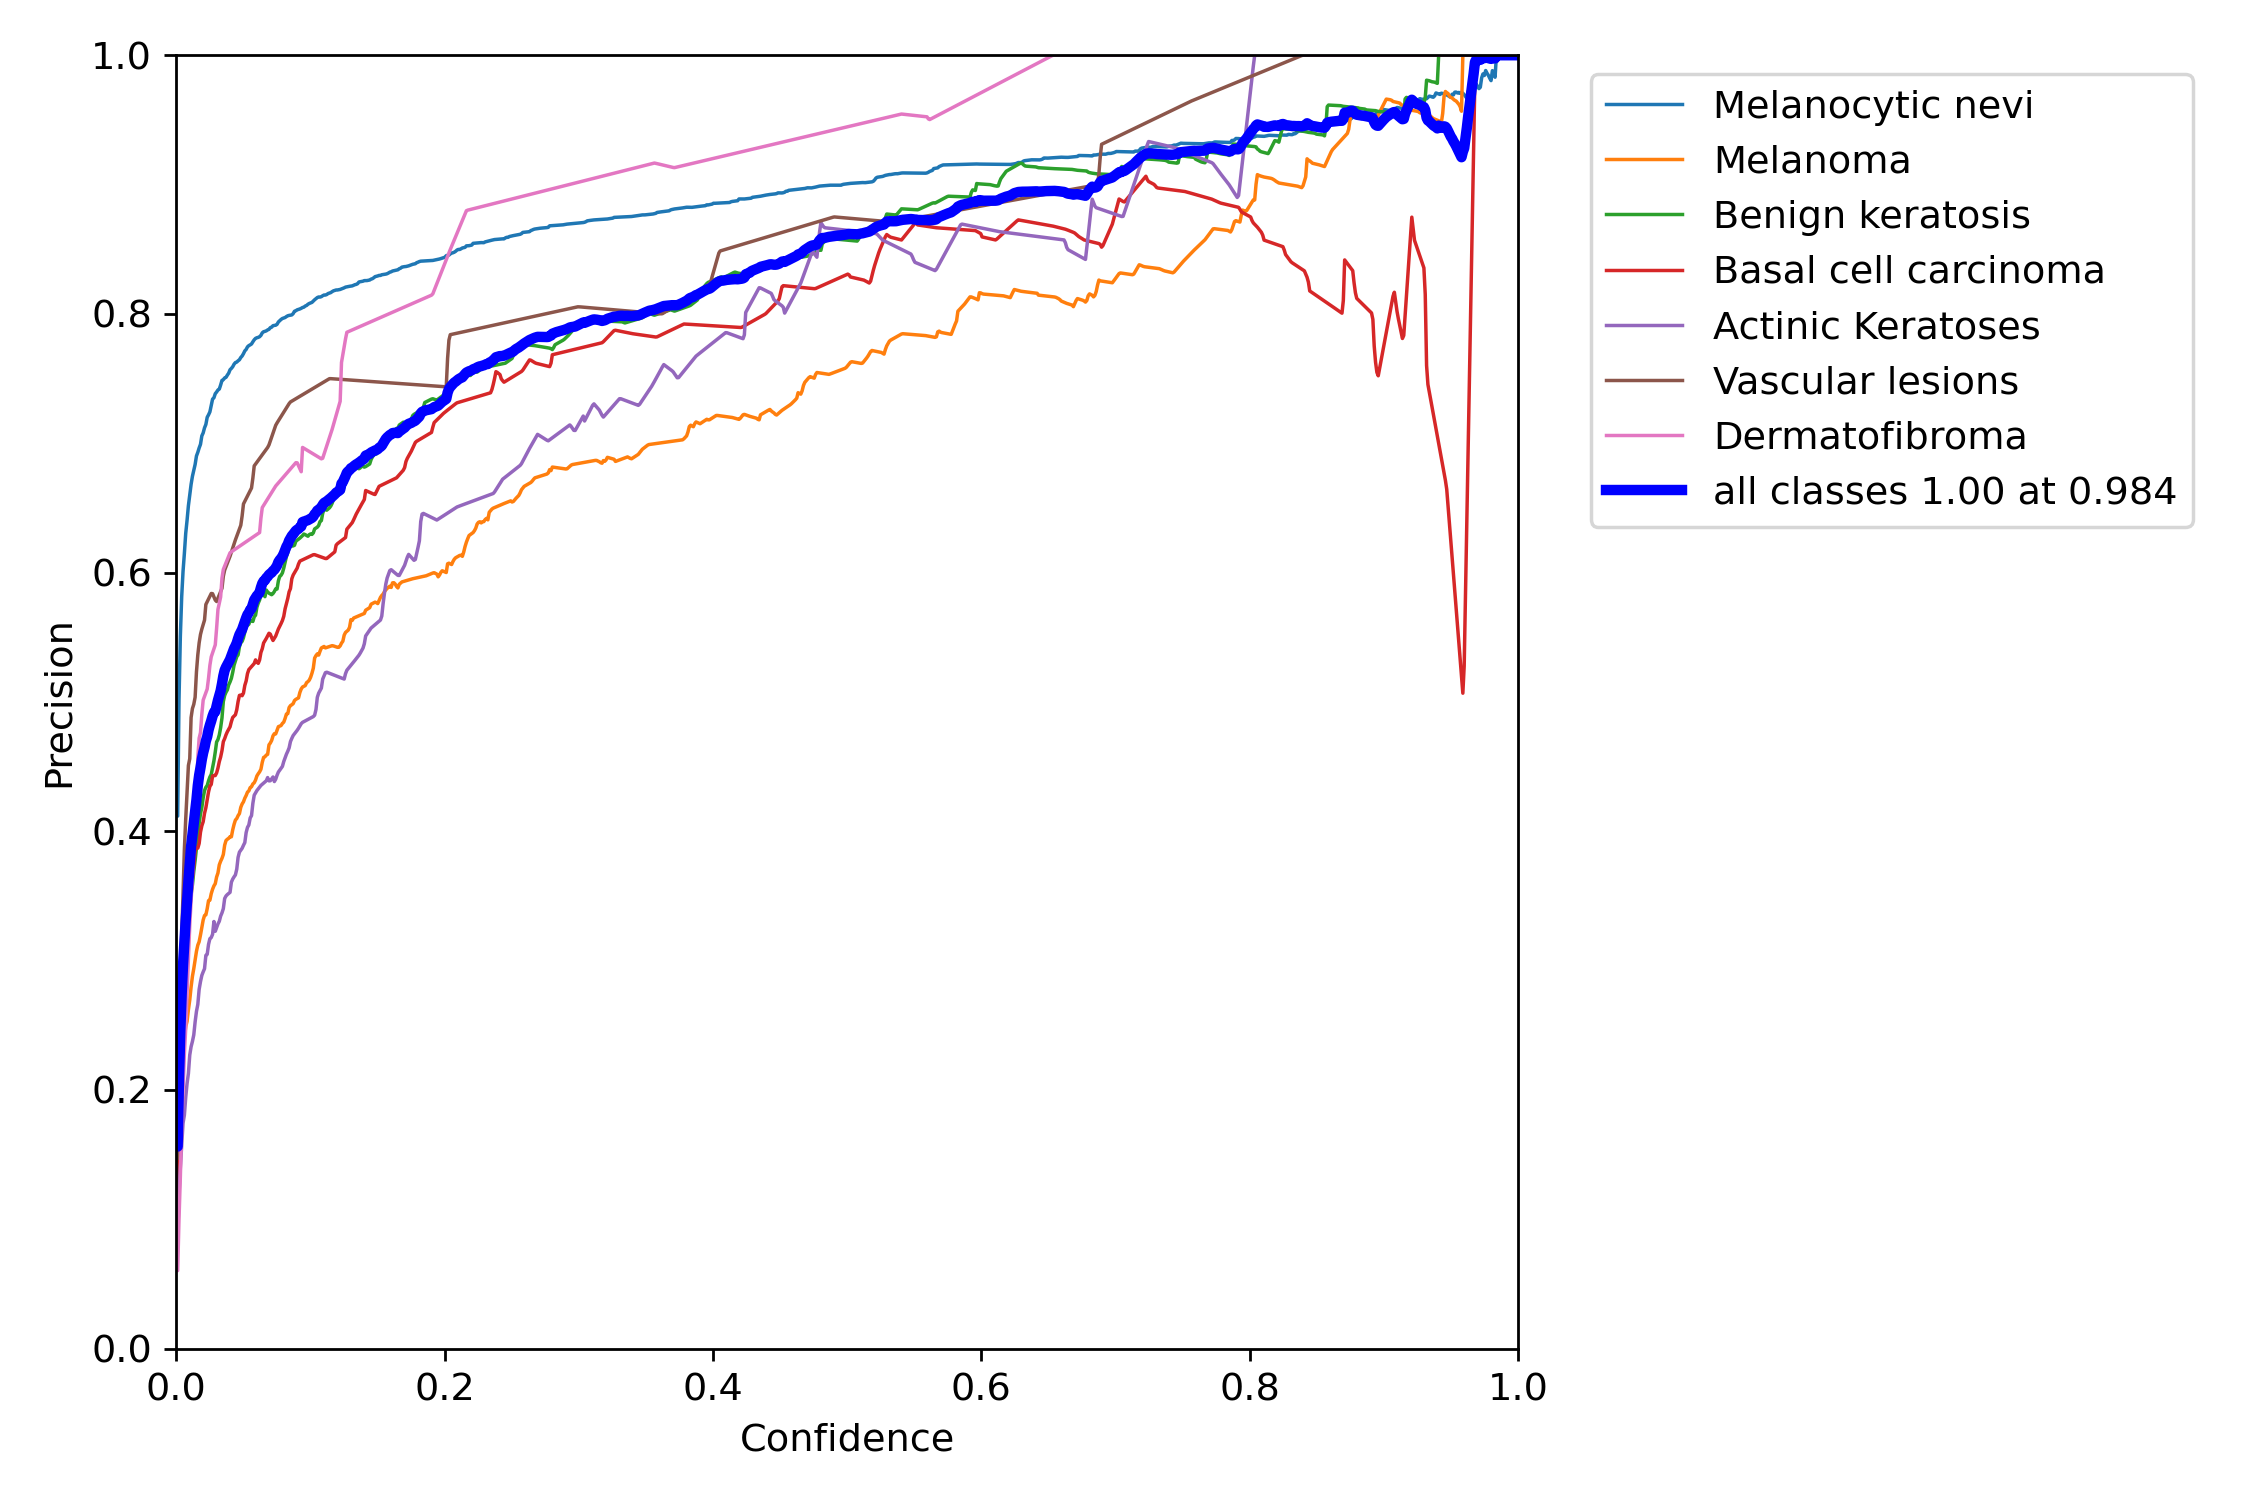 1.0
0.8
0.6
0.4
0.2
0.0
Precision
0.0 0.2 0.4 0.6 0.8 1.0
Confidence
Melanocytic nevi
Melanoma
Benign keratosis
Basal cell carcinoma
Actinic Keratoses
Vascular lesions
Dermatofibroma
all classes 1.00 at 0.984